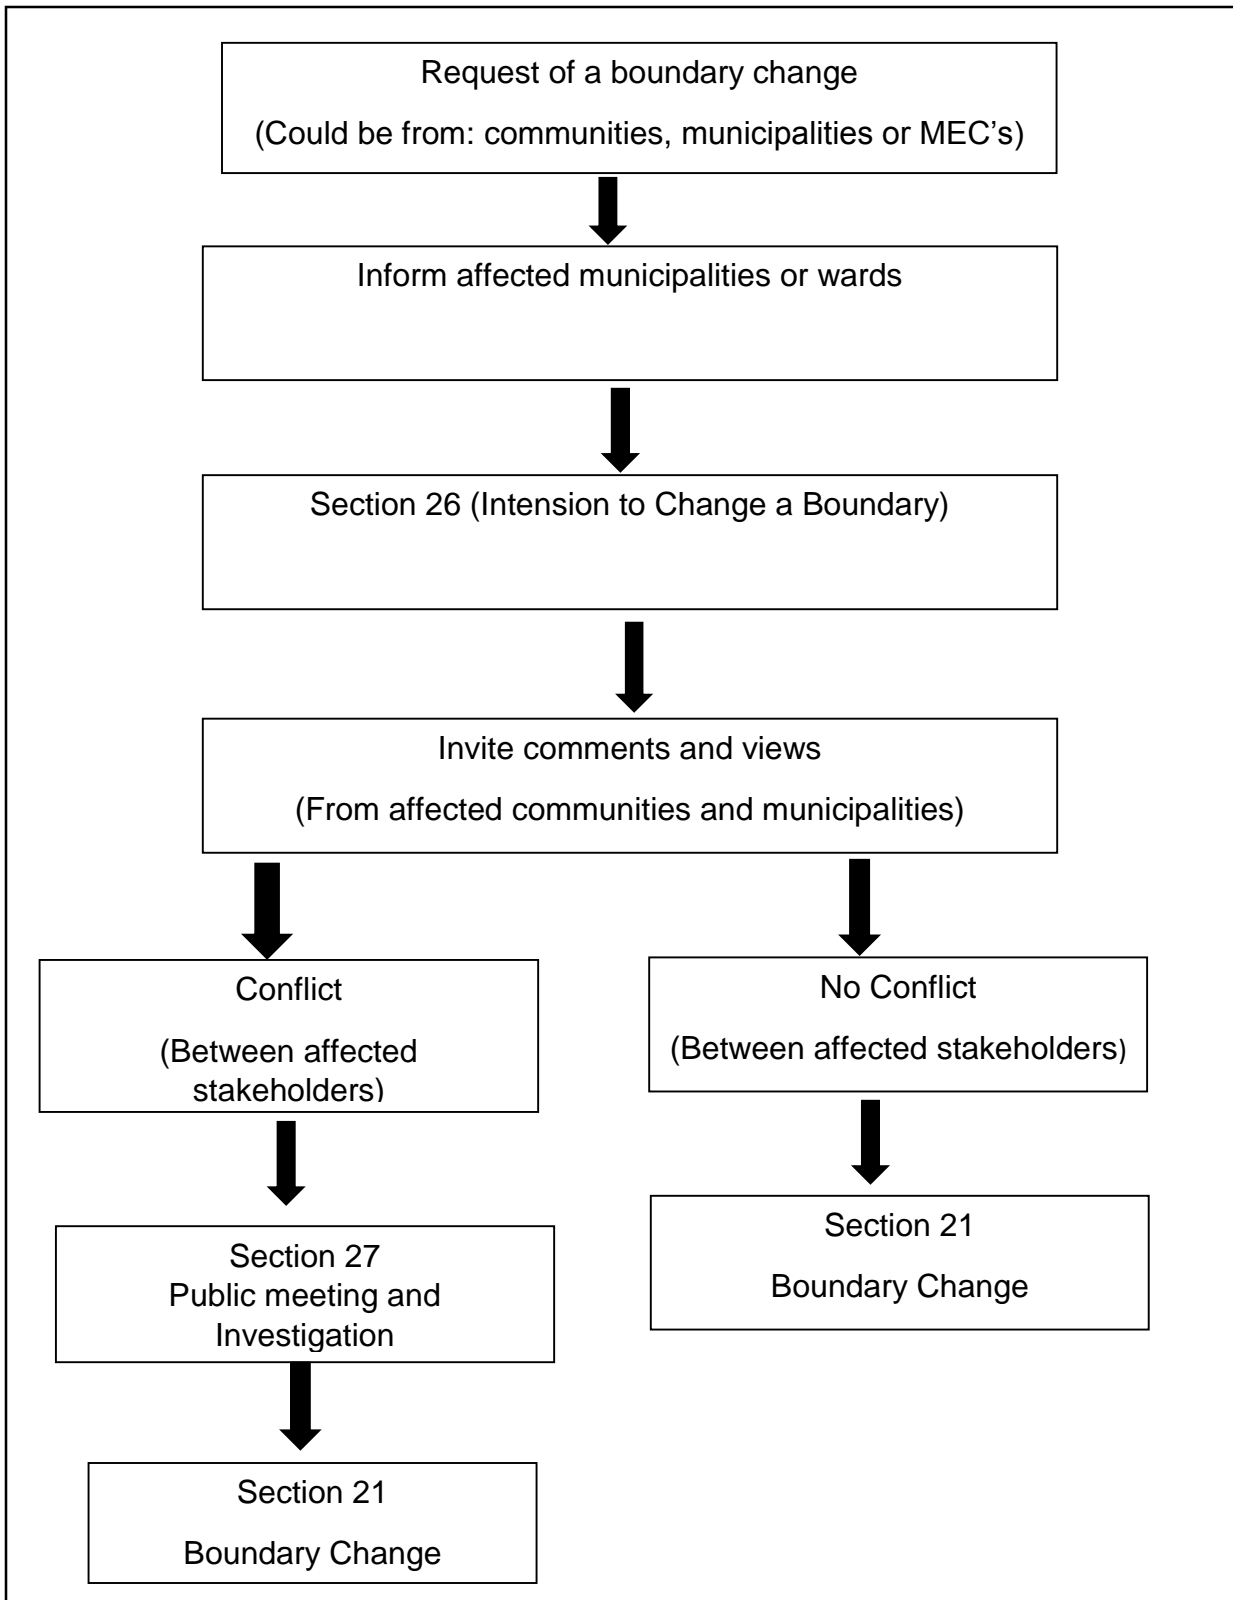 Request of a boundary change
(Could be from: communities, municipalities or MEC’s)
Inform affected municipalities or wards
Section 26 (Intension to Change a Boundary)
Invite comments and views
(From affected communities and municipalities)
Conflict
(Between affected
stakeholders)
No Conflict
(Between affected stakeholders)
Section 27
Public meeting and
Investigation
Section 21
Boundary Change
Section 21
Boundary Change